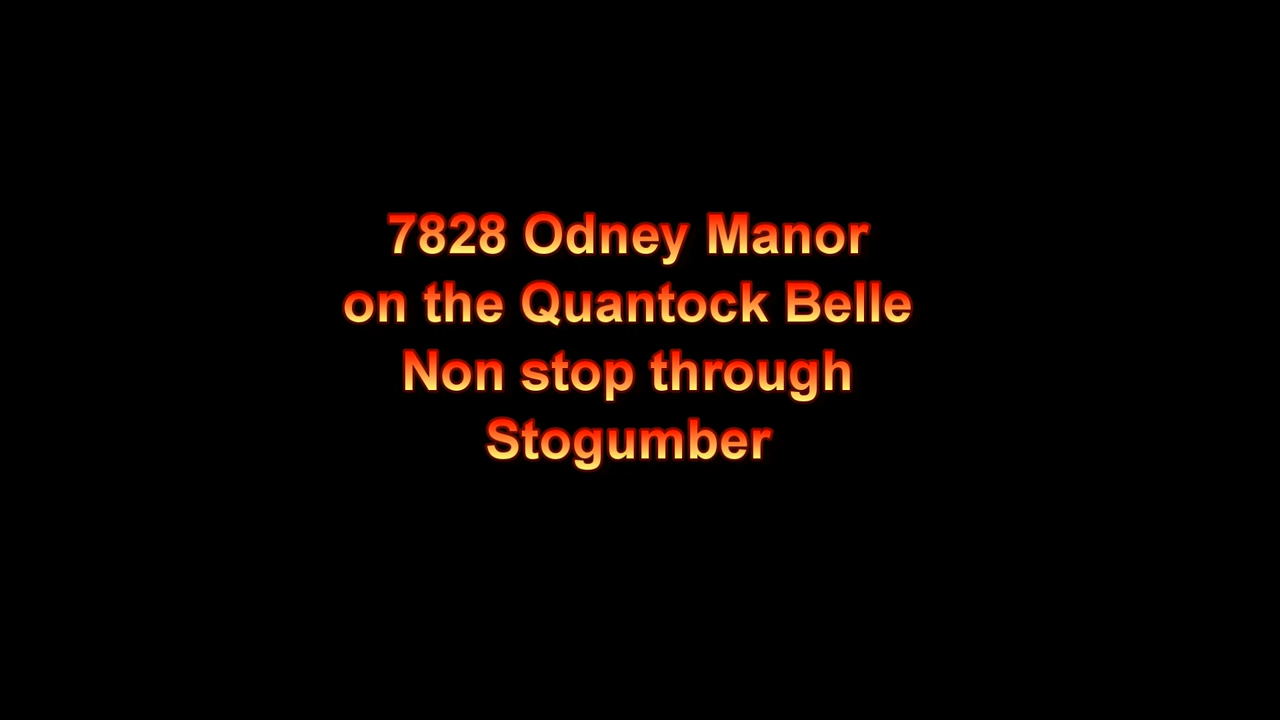 7828 Odney Manor
on the Quantock Belle
Non stop through
Stogumber